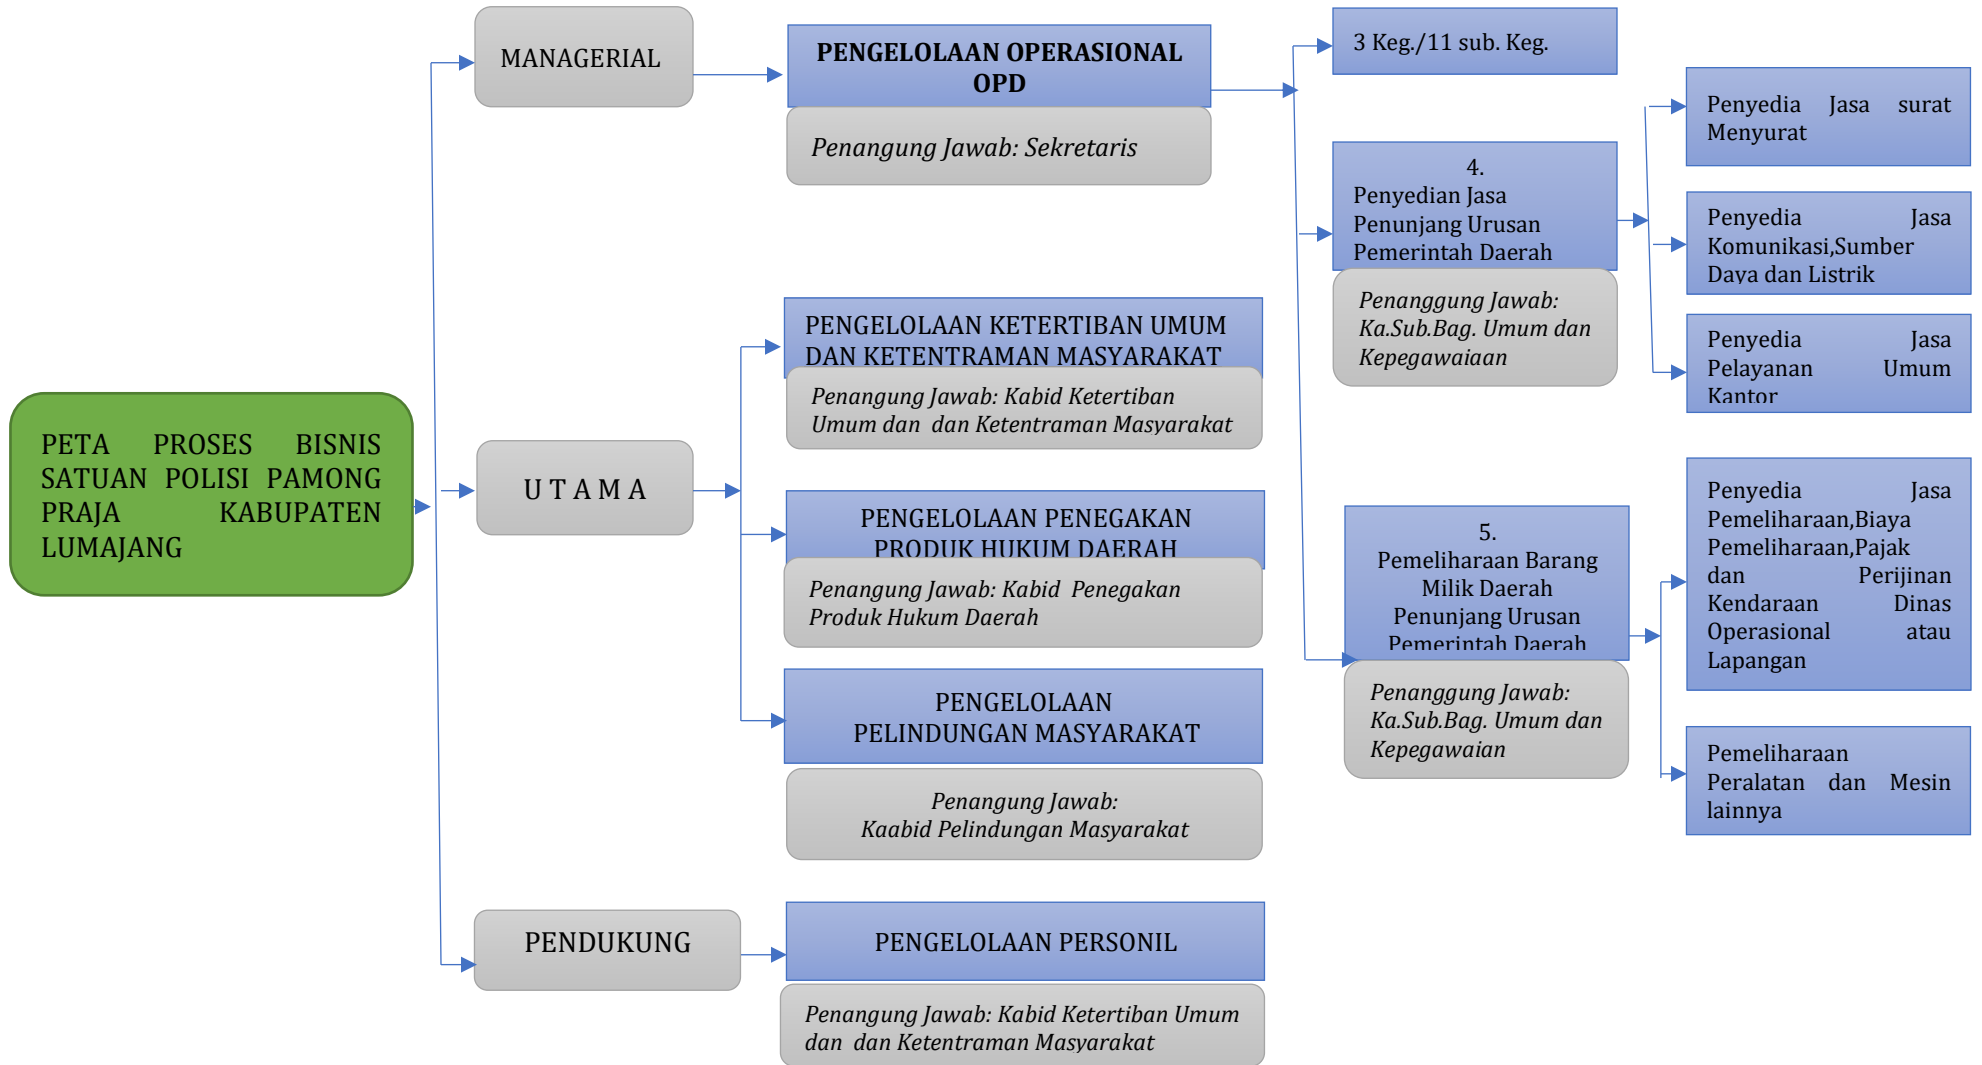 PETA PROSES BISNIS
SATUAN POLISI PAMONG
PRAJA KABUPATEN
LUMAJANG
MANAGERIAL
PENGELOLAAN OPERASIONAL
OPD
Penangung Jawab: Sekretaris
U T A M A
PENGELOLAAN KETERTIBAN UMUM
DAN KETENTRAMAN MASYARAKAT
Penangung Jawab: Kabid Ketertiban
Umum dan dan Ketentraman Masyarakat
PENGELOLAAN PENEGAKAN
PRODUK HUKUM DAERAH
Penangung Jawab: Kabid Penegakan
Produk Hukum Daerah
PENGELOLAAN
PELINDUNGAN MASYARAKAT
Penangung Jawab:
Kaabid Pelindungan Masyarakat
PENDUKUNG
PENGELOLAAN PERSONIL
Penangung Jawab: Kabid Ketertiban Umum
dan dan Ketentraman Masyarakat
3 Keg./11 sub. Keg.
4.
Penyedian Jasa
Penunjang Urusan
Pemerintah Daerah
Penanggung Jawab:
Ka.Sub.Bag. Umum dan
Kepegawaiaan
Penyedia Jasa surat
Menyurat
Penyedia Jasa
Komunikasi,Sumber
Daya dan Listrik
Penyedia Jasa
Pelayanan Umum
Kantor
5.
Pemeliharaan Barang
Milik Daerah
Penunjang Urusan
Pemerintah Daerah
Penanggung Jawab:
Ka.Sub.Bag. Umum dan
Kepegawaian
Penyedia Jasa
Pemeliharaan,Biaya
Pemeliharaan,Pajak
dan Perijinan
Kendaraan Dinas
Operasional atau
Lapangan
Pemeliharaan
Peralatan dan Mesin
lainnya